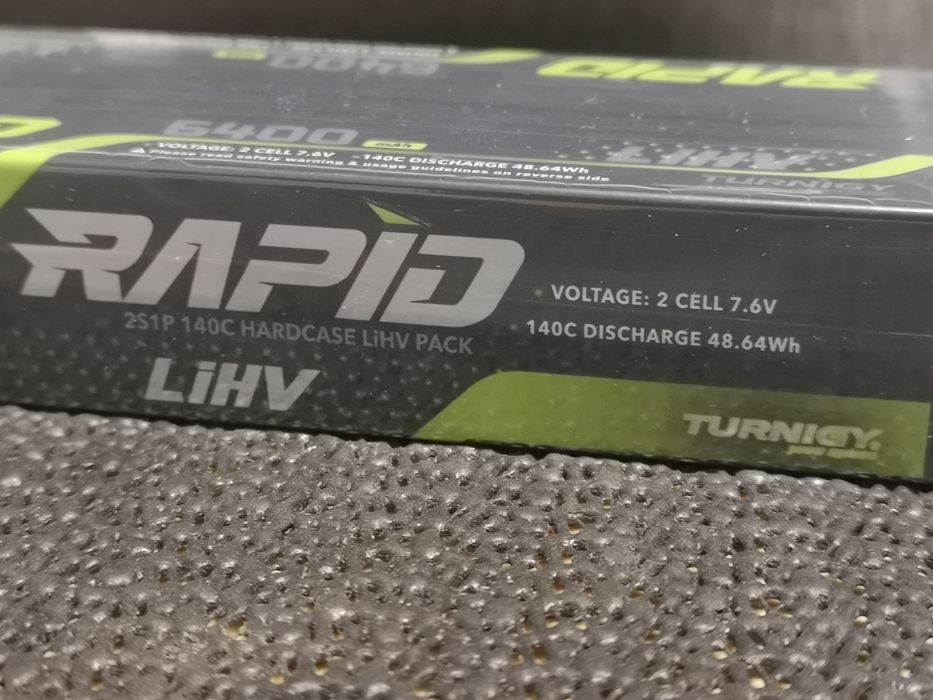 6400
RAPID
6400 mAh
VOLTAGE: 2 CELL 7.6V 140C DISCHARGE 48.64Wh
Please read safety warning & usage guidelines on reverse side
LiHV
TURNIGY
RAPID
2S1P 140C HARDCASE LiHV PACK
LiHV
VOLTAGE: 2 CELL 7.6V
140C DISCHARGE 48.64Wh
TURNIGY